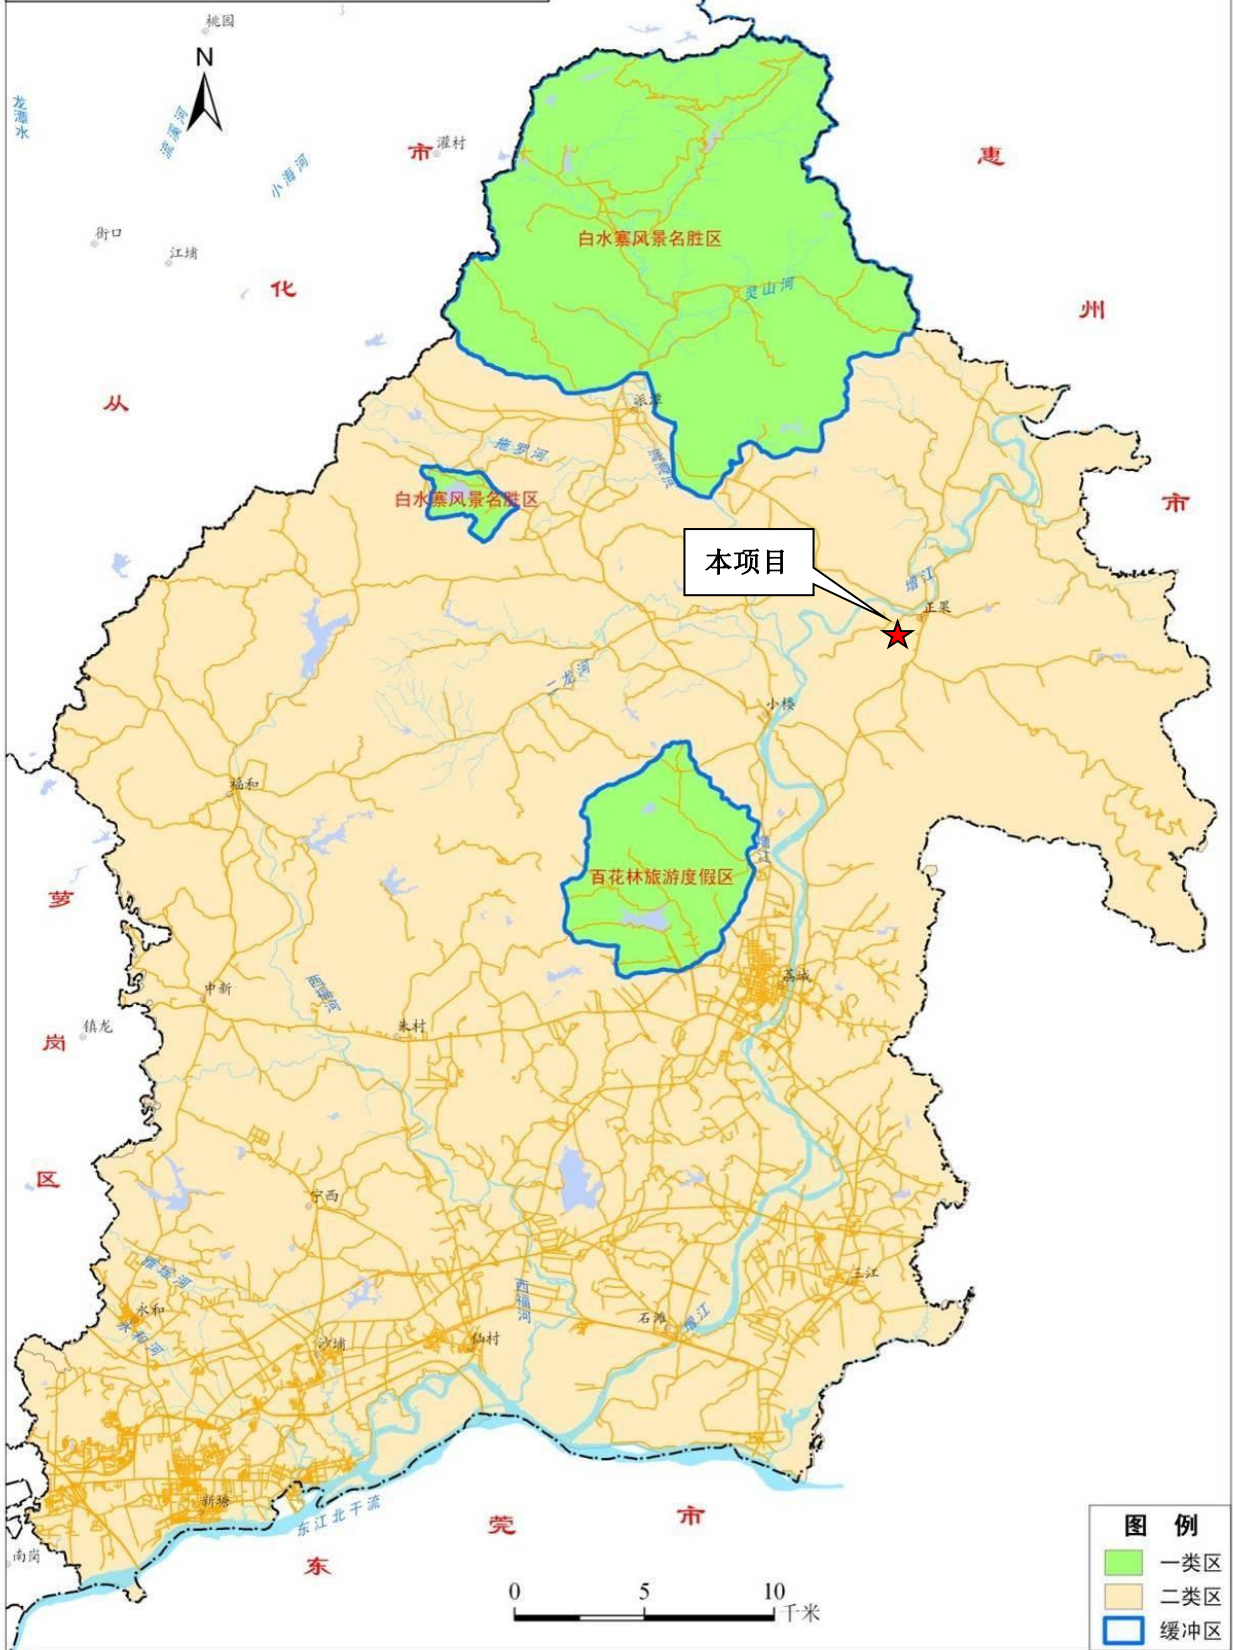 桃园
N
龙潭水
流溪河
灌村
市
惠
小海河
街口
江埔
白水寨风景名胜区
灵山河
化
州
从
派潭
拖罗河
派潭河
白水寨风景名胜区
市
本项目
增江
正果
二龙河
小楼
福和
增江
百花林旅游度假区
萝
荔城
西福河
中新
朱村
镇龙
岗
区
宁西
雅瑶河
三江
西福河
永和
石滩
增江
永和河
沙埔
仙村
新塘
东江北干流
莞
市
南岗
东
图 例
一类区
二类区
缓冲区
0 5 10
千米